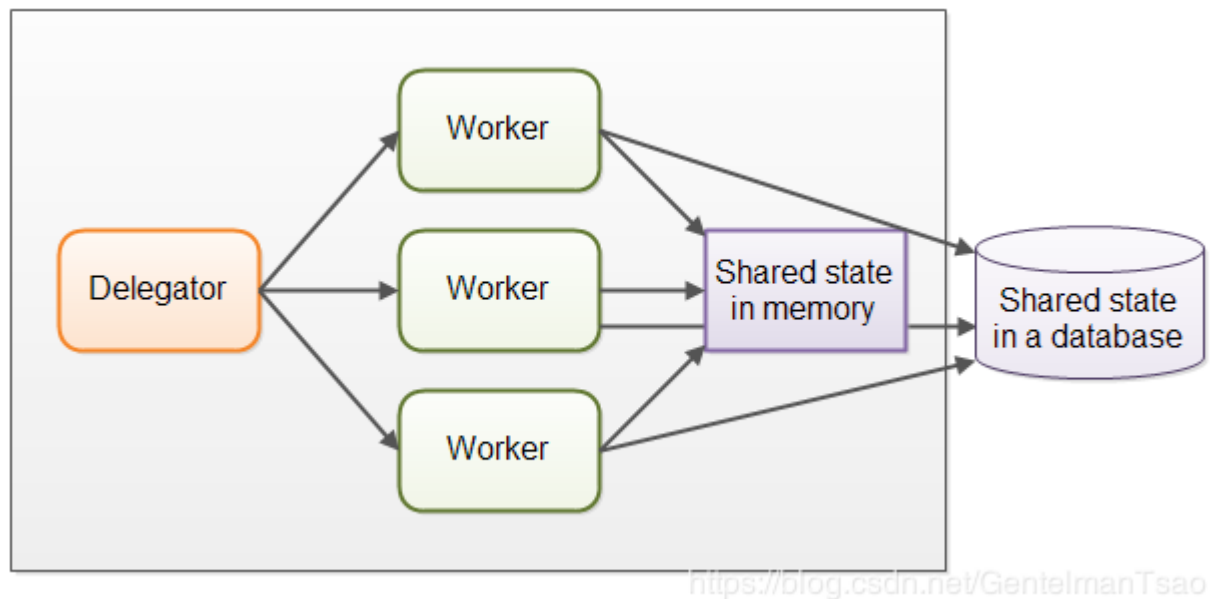 Worker
Delegator
Worker
Shared state
in memory
Shared state
in a database
Worker
https://blog.csdn.net/GentelmanTsao